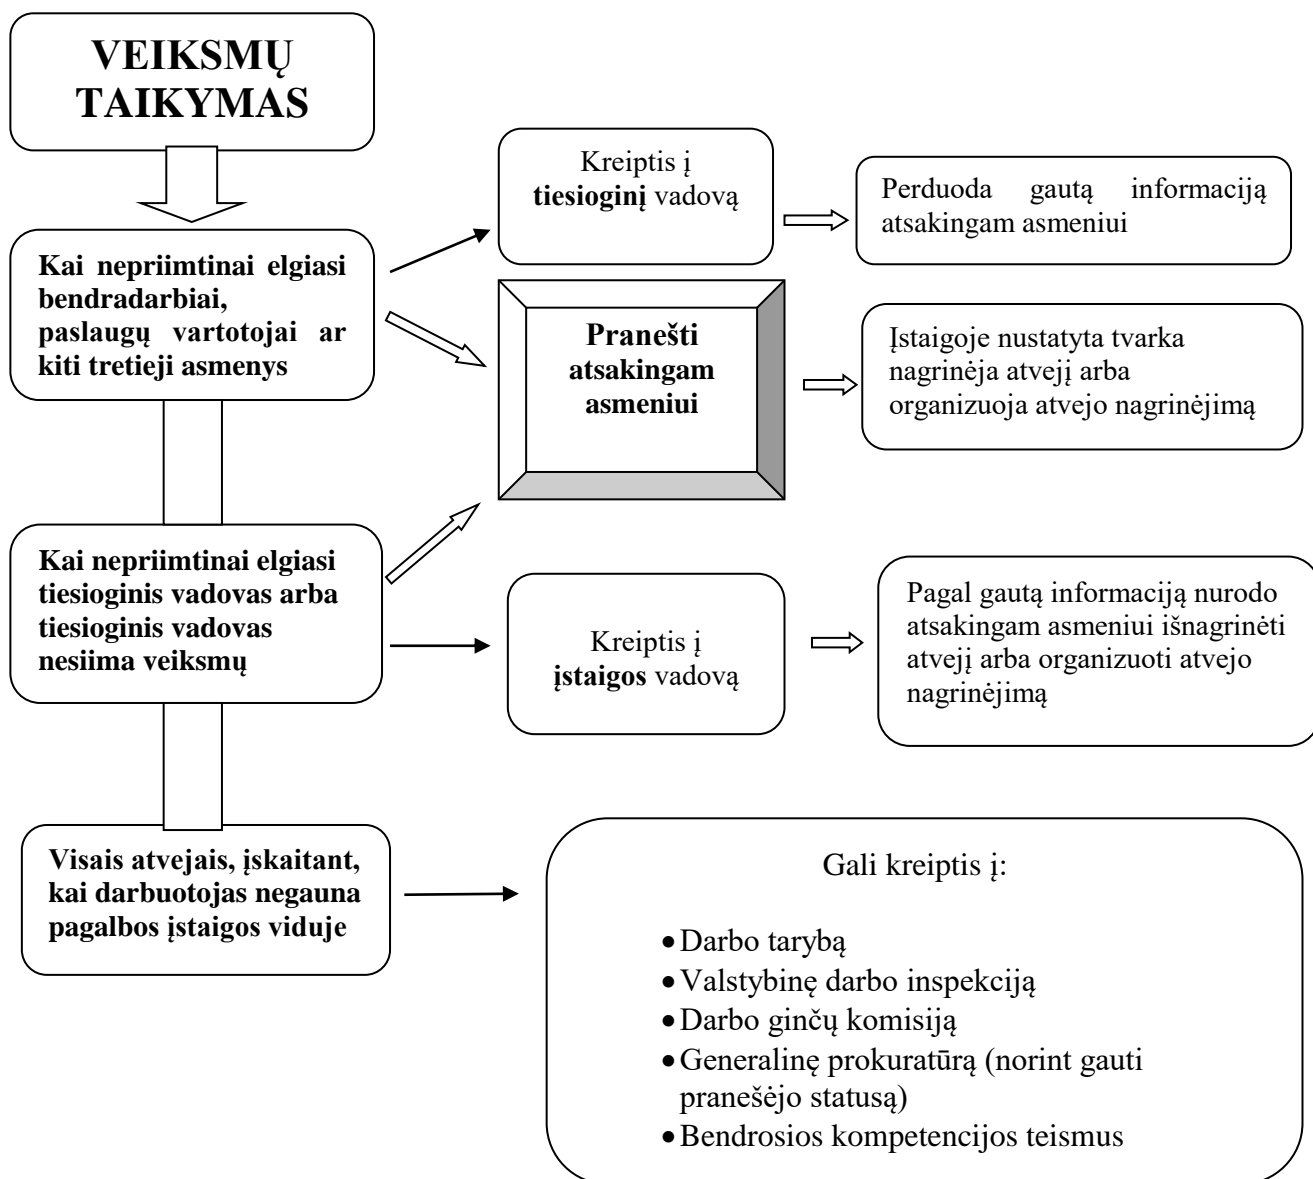 VEIKSMŲ
TAIKYMAS
Kreiptis į
tiesioginį vadovą
Perduoda gautą informaciją
atsakingam asmeniui
Kai nepriimtinai elgiasi
bendradarbiai,
paslaugų vartotojai ar
kiti tretieji asmenys
Pranešti
atsakingam
asmeniui
Įstaigoje nustatyta tvarka
nagrinėja atvejį arba
organizuoja atvejo nagrinėjimą
Kai nepriimtinai elgiasi
tiesioginis vadovas arba
tiesioginis vadovas
nesiima veiksmų
Kreiptis į
įstaigos vadovą
Pagal gautą informaciją nurodo
atsakingam asmeniui išnagrinėti
atvejį arba organizuoti atvejo
nagrinėjimą
Visais atvejais, įskaitant,
kai darbuotojas negauna
pagalbos įstaigos viduje
Gali kreiptis į:
• Darbo tarybą
• Valstybinę darbo inspekciją
• Darbo ginčų komisiją
• Generalinę prokuratūrą (norint gauti
pranešėjo statusą)
• Bendrosios kompetencijos teismus